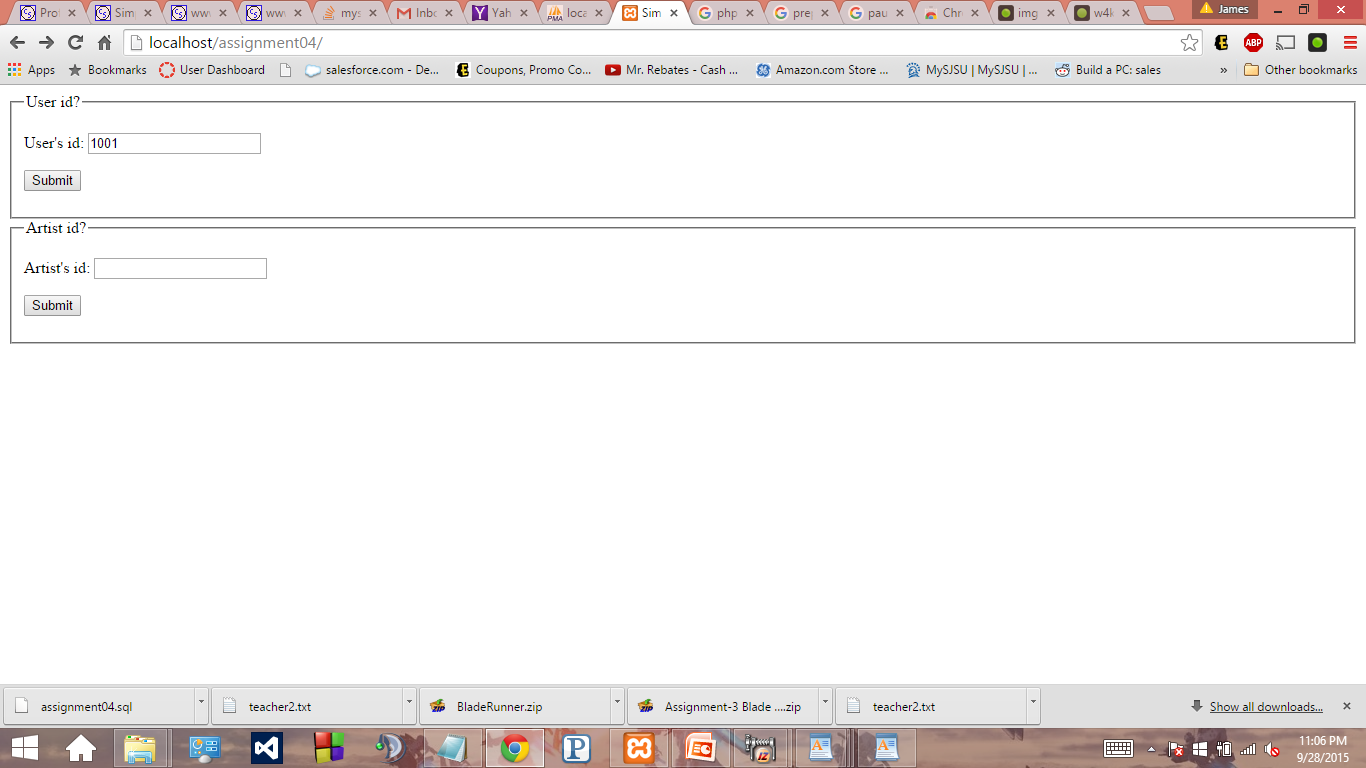 Prol Sim www www mys Inbo Yah loca Sim php prep pau Chr img w4k James
localhost/assignment04/
Apps Bookmarks User Dashboard salesforce.com - De... Coupons, Promo Co... Mr. Rebates - Cash ... Amazon.com Store ... MySJSU | MySJSU | ... Build a PC: sales » Other bookmarks
User id?
User's id: 1001
Submit
Artist id?
Artist's id:
Submit
assignment04.sql teacher2.txt BladeRunner.zip Assignment-3 Blade ....zip teacher2.txt Show all downloads...
11:06 PM
9/28/2015